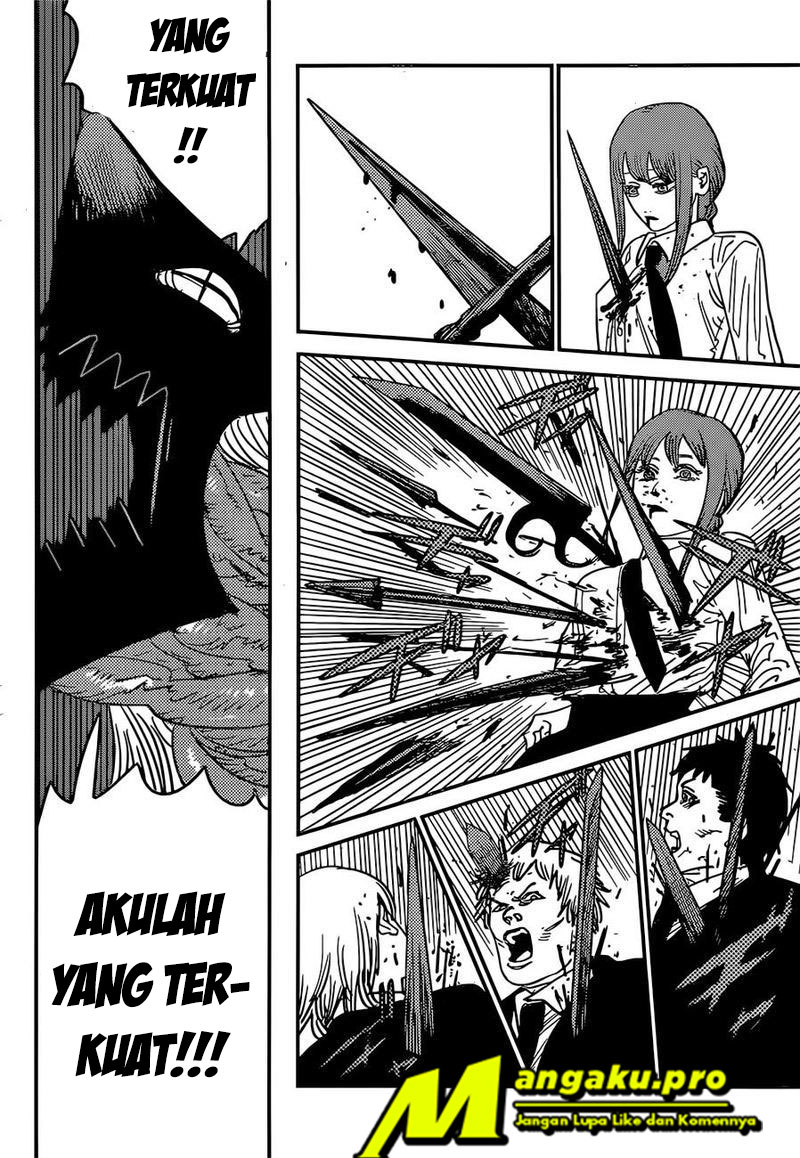 YANG
TERKUAT
!!
AKULAH
YANG TER-
KUAT!!!
Mangaku.pro
Jangan Lupa Like dan Komennya